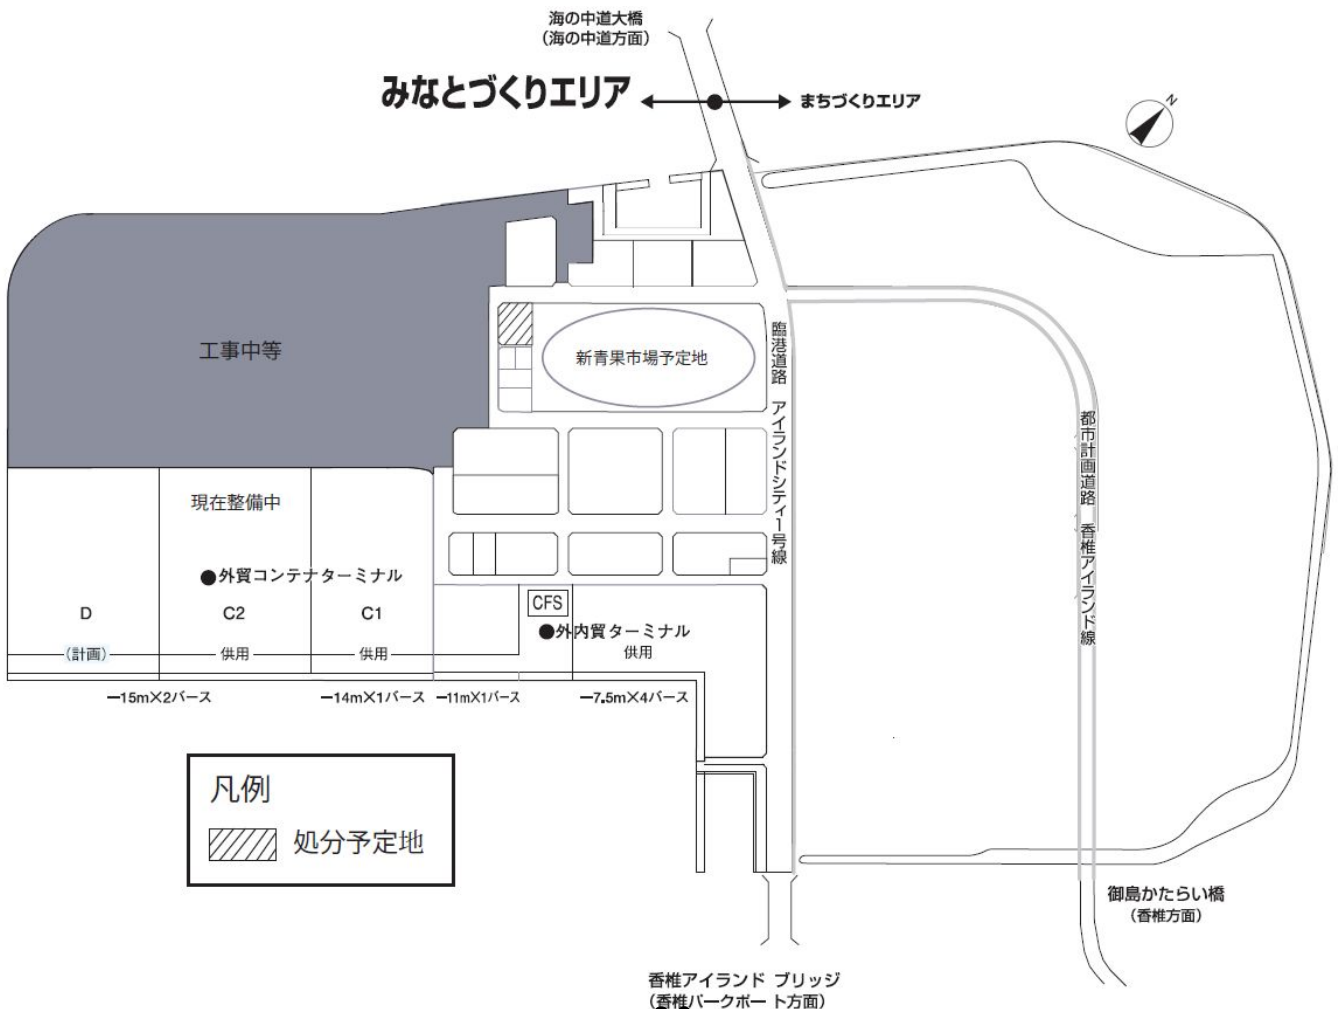 海の中道大橋
（海の中道方面）
みなとづくりエリア
まちづくりエリア
N
工事中等
新青果市場予定地
臨港道路 アイランドシティ1号線
都市計画道路 香椎アイランド線
現在整備中
●外貿コンテナターミナル
D
C2
C1
CFS
●外内貿ターミナル
(計画)
供用
供用
供用
－15m×2バース
－14m×1バース
－11m×1バース
－7.5m×4バース
凡例
処分予定地
御島かたらい橋
（香椎方面）
香椎アイランド ブリッジ
（香椎パークポート方面）